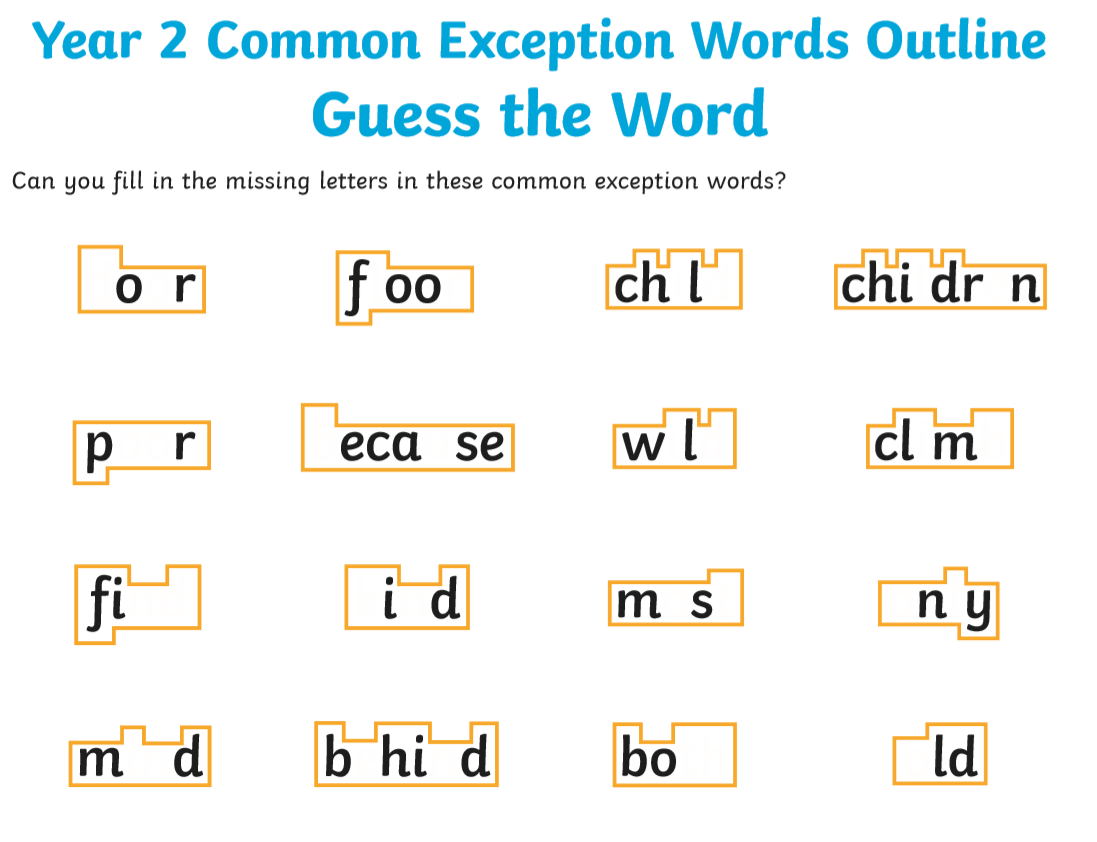 Year 2 Common Exception Words Outline
Guess the Word
Can you fill in the missing letters in these common exception words?
o r f oo ch l chi dr n
p r eca se w l cl m
fi i d m s n y
m d b hi d bo ld